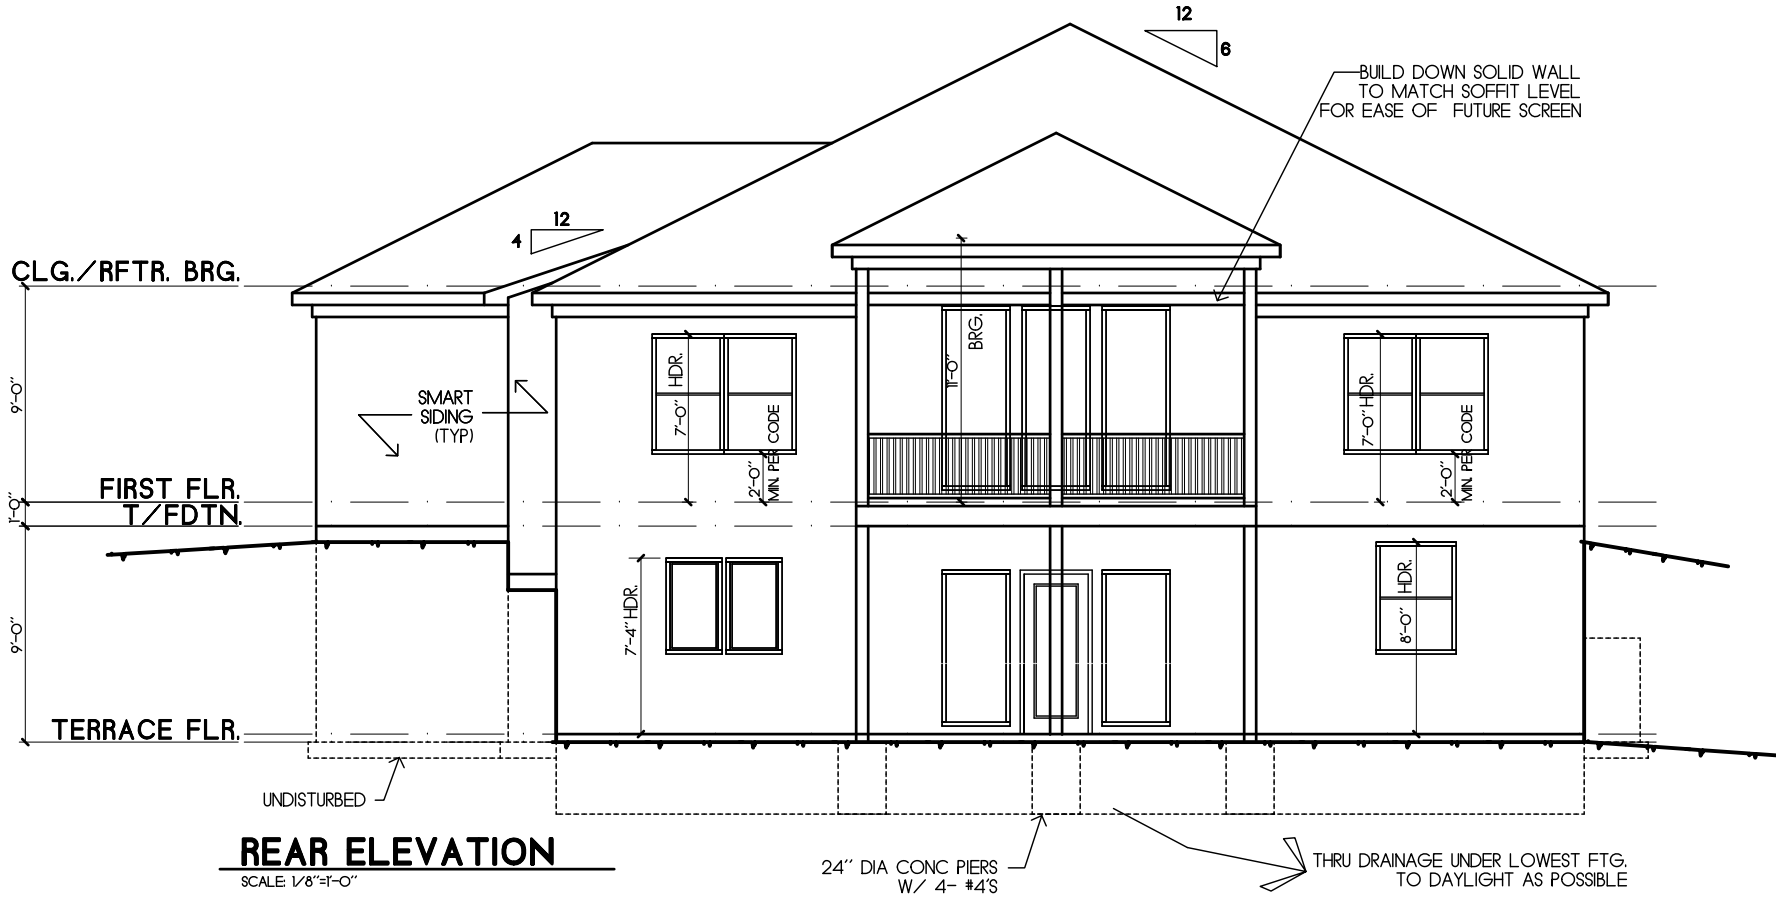 12
6
BUILD DOWN SOLID WALL
TO MATCH SOFFIT LEVEL
FOR EASE OF FUTURE SCREEN
12
4
CLG./RFTR. BRG.
9'-0"
SMART
SIDING
(TYP)
7'-0" HDR.
2'-0"
MIN. PER CODE
11'-0"
BRG.
7'-0" HDR.
2'-0"
MIN. PER CODE
FIRST FLR.
1'-0"
T/FDTN.
9'-0"
7'-4" HDR.
8'-0" HDR.
TERRACE FLR.
UNDISTURBED
REAR ELEVATION
SCALE: 1/8"=1'-0"
24" DIA CONC PIERS
W/ 4- #4'S
THRU DRAINAGE UNDER LOWEST FTG.
TO DAYLIGHT AS POSSIBLE